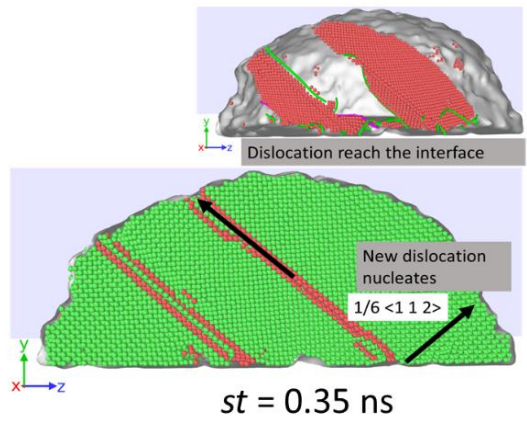 y
x z
Dislocation reach the interface
New dislocation
nucleates
1/6 <1 1 2>
y
x z
st = 0.35 ns